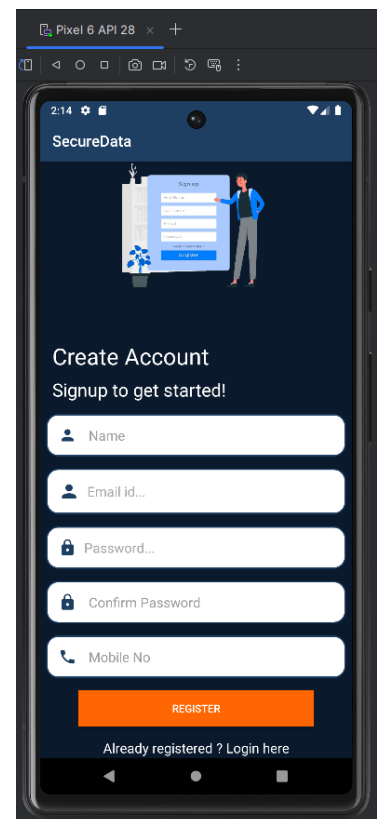 Pixel 6 API 28
2:14
SecureData
Sign up
Create Account
Signup to get started!
Name
Email id...
Password...
Confirm Password
Mobile No
REGISTER
Already registered ? Login here